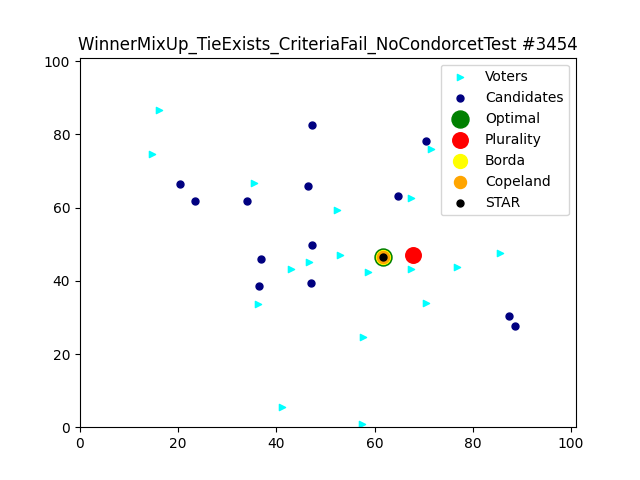 WinnerMixUp_TieExists_CriteriaFail_NoCondorcetTest #3454
100
80
60
40
20
0
0 20 40 60 80 100
Voters
Candidates
Optimal
Plurality
Borda
Copeland
STAR